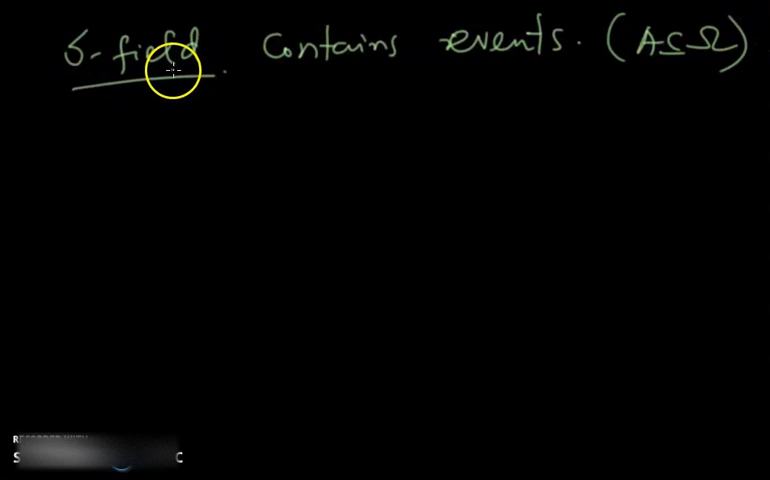 σ-field. Contains events. (A⊆Ω)